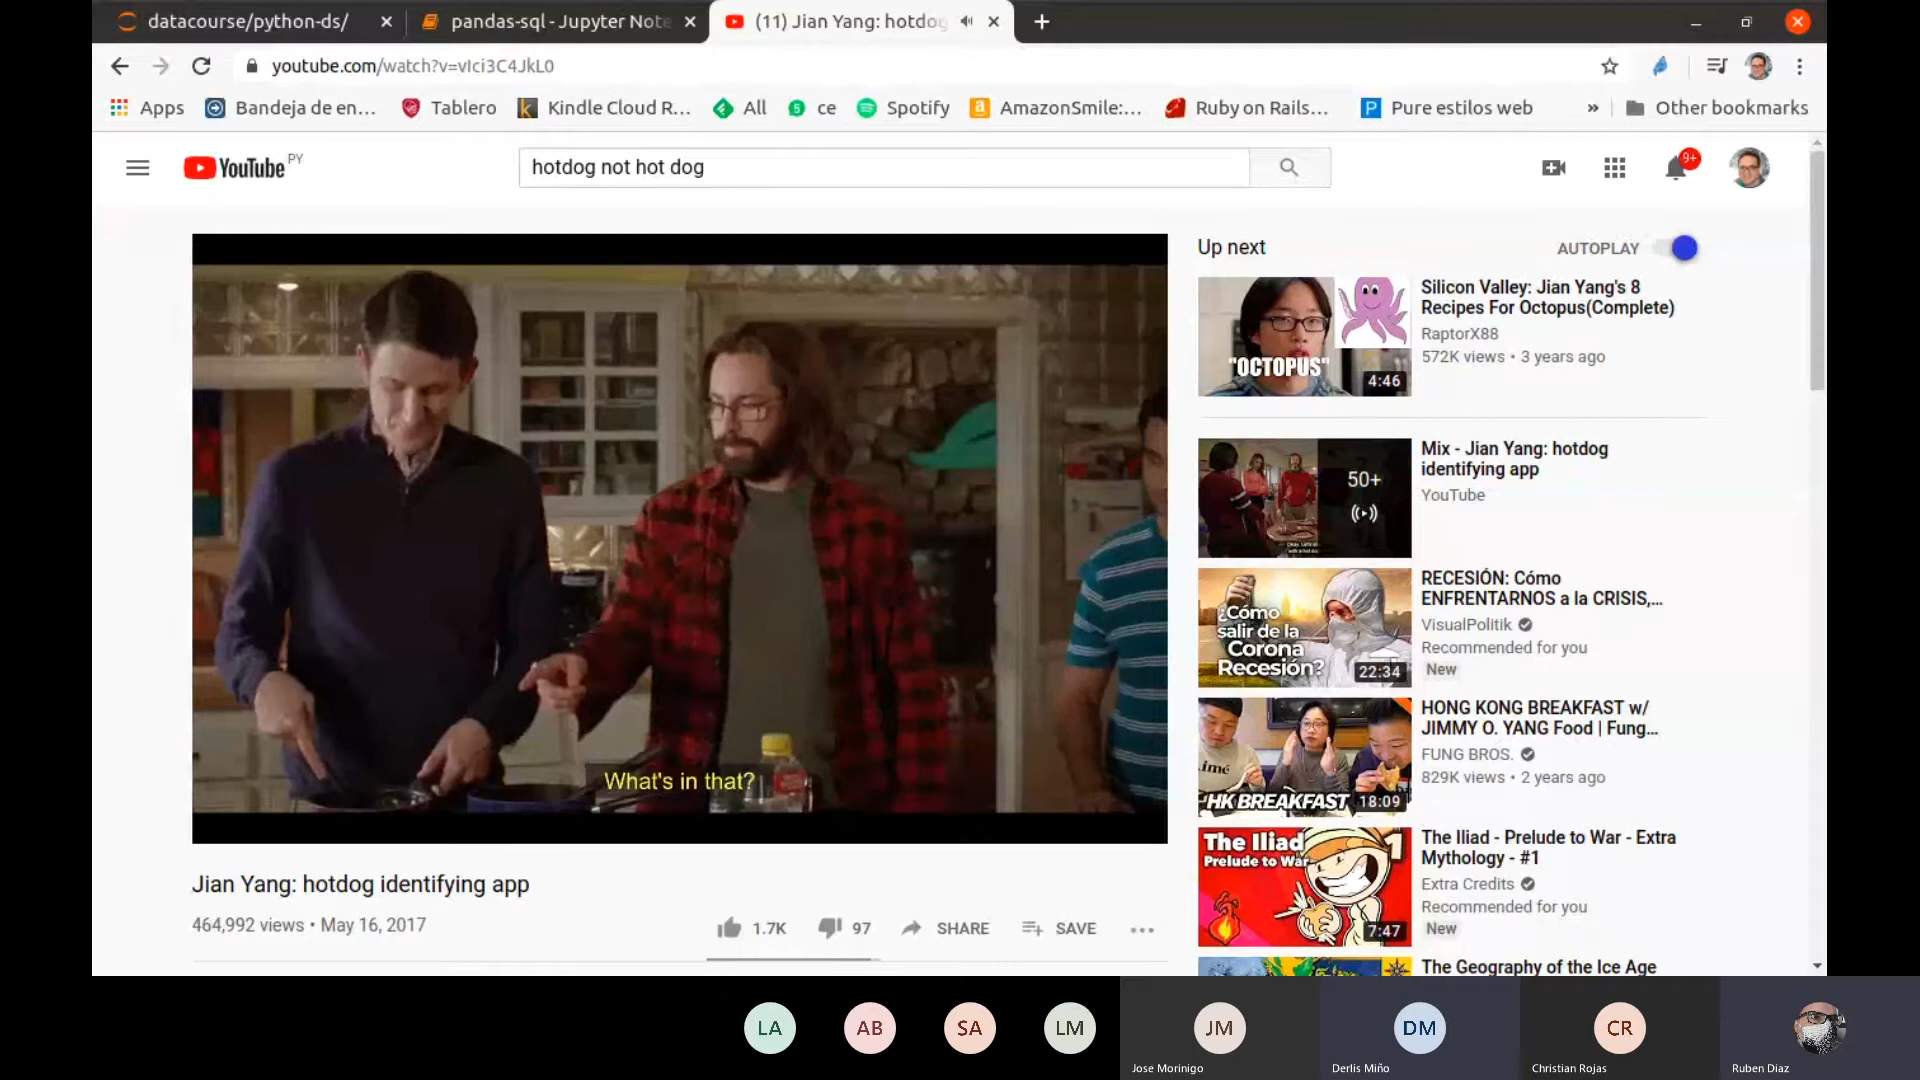 datacourse/python-ds/
pandas-sql - Jupyter Note
(11) Jian Yang: hotdog
youtube.com/watch?v=vIci3C4JkL0
Apps
Bandeja de en...
Tablero
Kindle Cloud R...
All
ce
Spotify
AmazonSmile:...
Ruby on Rails...
Pure estilos web
»
Other bookmarks
YouTube PY
hotdog not hot dog
9+
What's in that?
Jian Yang: hotdog identifying app
464,992 views • May 16, 2017
1.7K
97
SHARE
SAVE
Up next
AUTOPLAY
"OCTOPUS"
4:46
Silicon Valley: Jian Yang's 8
Recipes For Octopus(Complete)
RaptorX88
572K views • 3 years ago
50+
Mix - Jian Yang: hotdog
identifying app
YouTube
¿Cómo
salir de la
Corona
Recesión?
22:34
RECESIÓN: Cómo
ENFRENTARNOS a la CRISIS,...
VisualPolitik
Recommended for you
New
HK BREAKFAST
18:09
HONG KONG BREAKFAST w/
JIMMY O. YANG Food | Fung...
FUNG BROS.
829K views • 2 years ago
The Iliad
Prelude to War
1
7:47
The Iliad - Prelude to War - Extra
Mythology - #1
Extra Credits
Recommended for you
New
The Geography of the Ice Age
LA
AB
SA
LM
JM
Jose Morinigo
DM
Derlis Miño
CR
Christian Rojas
Ruben Diaz